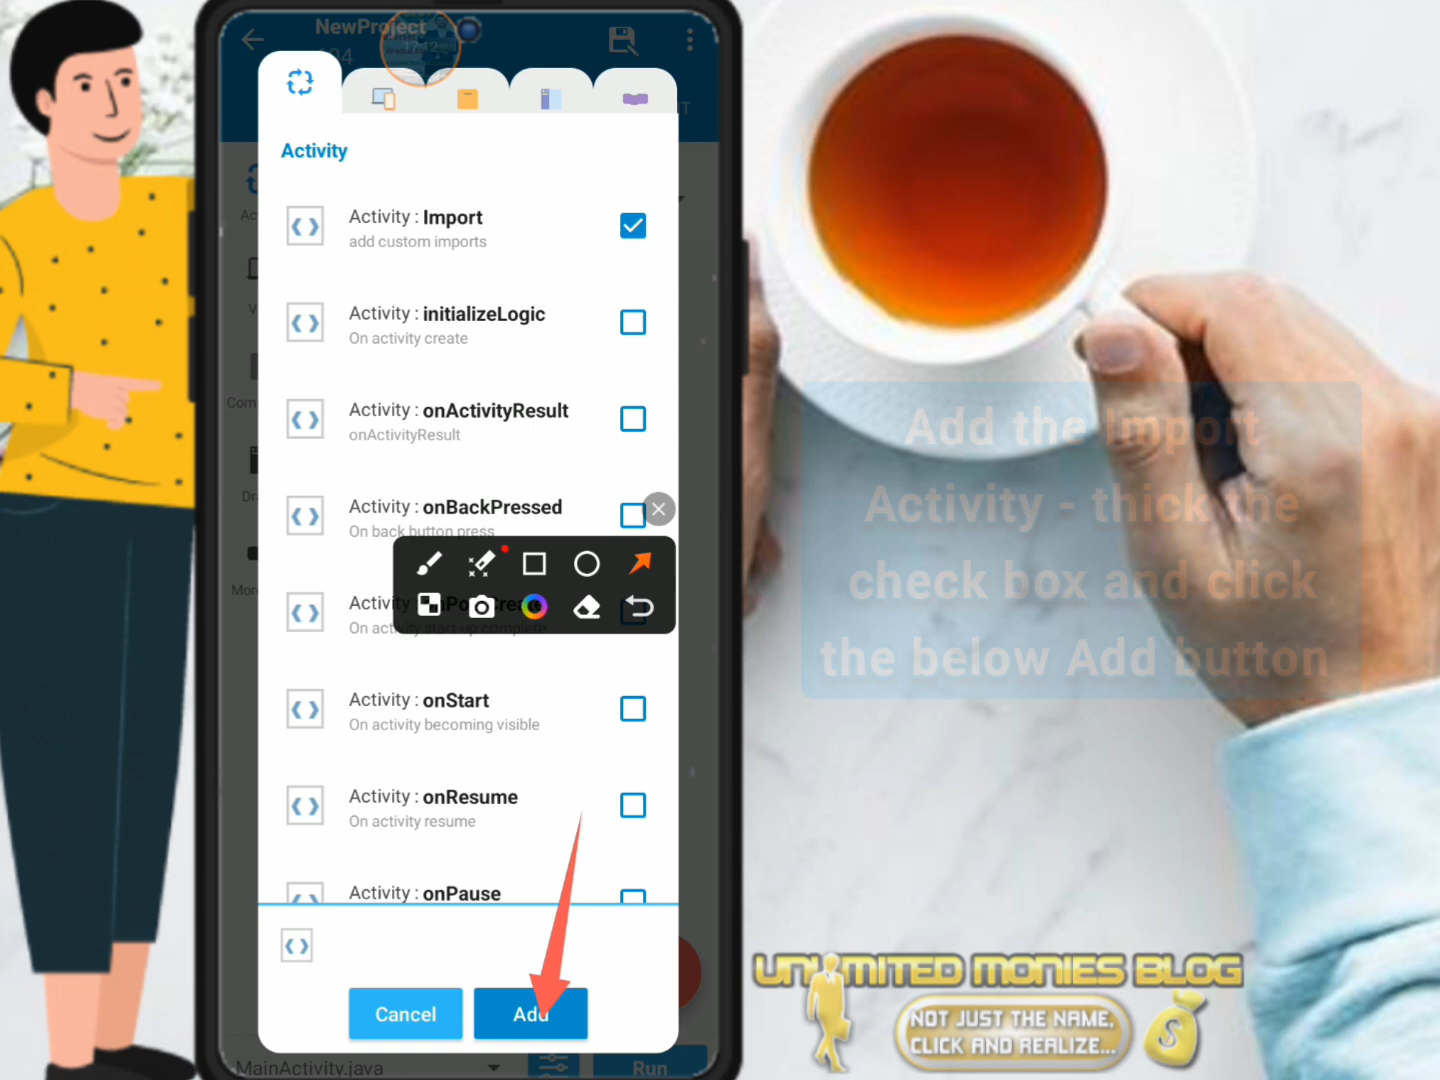 NewProject
Activity
Activity : Import
add custom imports
Activity : initializeLogic
On activity create
Activity : onActivityResult
onActivityResult
Activity : onBackPressed
On back button press
On activity start-up complete
Activity : onStart
On activity becoming visible
Activity : onResume
On activity resume
Activity : onPause
Cancel
Add
MainActivity.java
Run
Add the Import
Activity - thick the
check box and click
the below Add button
UNLIMITED MONIES BLOG
NOT JUST THE NAME,
CLICK AND REALIZE...
$